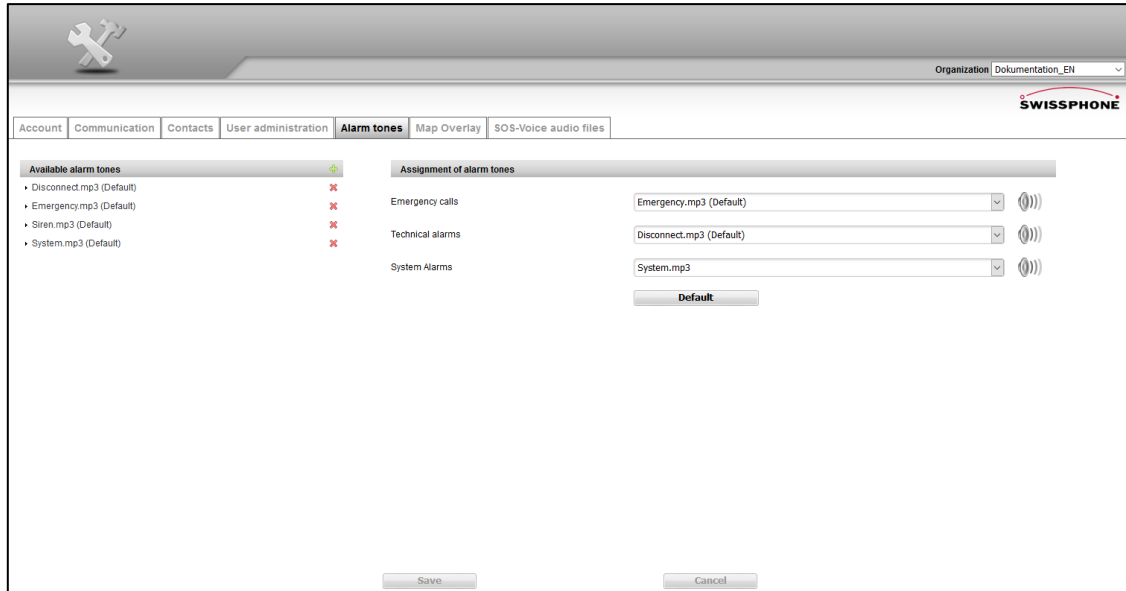 Organization Dokumentation_EN
SWISSPHONE
Account Communication Contacts User administration Alarm tones Map Overlay SOS-Voice audio files
Available alarm tones
Disconnect.mp3 (Default)
Emergency.mp3 (Default)
Siren.mp3 (Default)
System.mp3 (Default)
Assignment of alarm tones
Emergency calls Emergency.mp3 (Default)
Technical alarms Disconnect.mp3 (Default)
System Alarms System.mp3
Default
Save Cancel